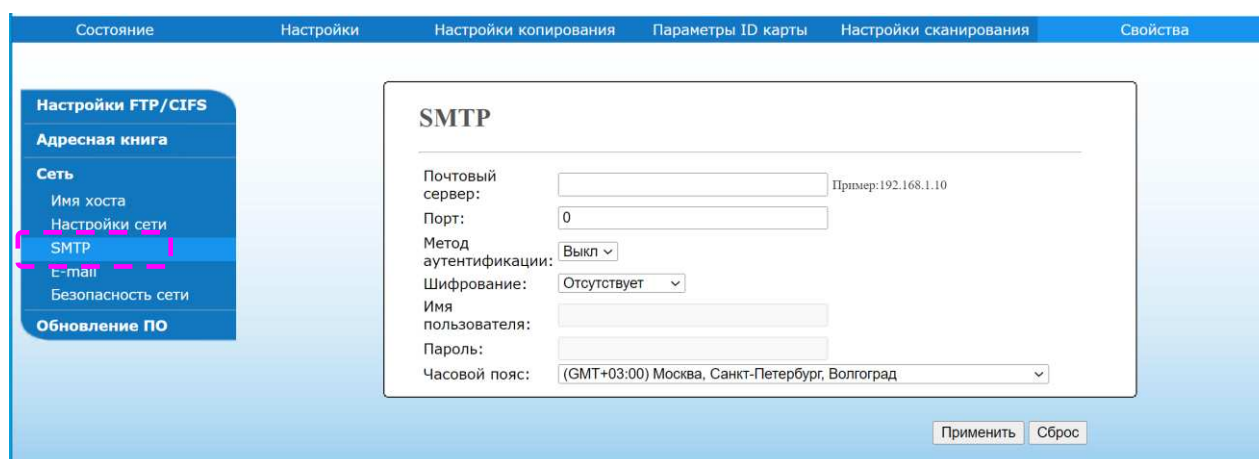 Состояние Настройки Настройки копирования Параметры ID карты Настройки сканирования Свойства
Настройки FTP/CIFS
Адресная книга
Сеть
Имя хоста
Настройки сети
SMTP
E-mail
Безопасность сети
Обновление ПО
SMTP
Почтовый
сервер:
Пример:192.168.1.10
Порт: 0
Метод
аутентификации: Выкл
Шифрование: Отсутствует
Имя
пользователя:
Пароль:
Часовой пояс: (GMT+03:00) Москва, Санкт-Петербург, Волгоград
Применить Сброс